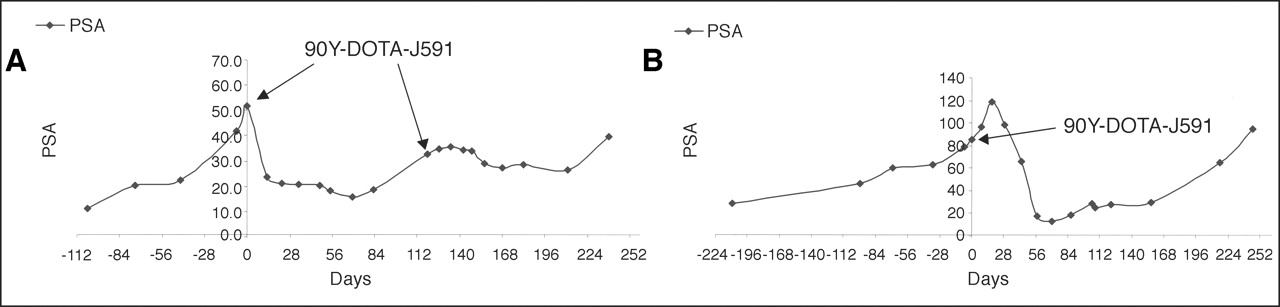 PSA
A
90Y-DOTA-J591
70.0
60.0
50.0
40.0
30.0
20.0
10.0
0.0
PSA
-112 -84 -56 -28 0 28 56 84 112 140 168 196 224 252
Days
PSA
B
90Y-DOTA-J591
140
120
100
80
60
40
20
0
PSA
-224 -196 -168 -140 -112 -84 -56 -28 0 28 56 84 112 140 168 196 224 252
Days